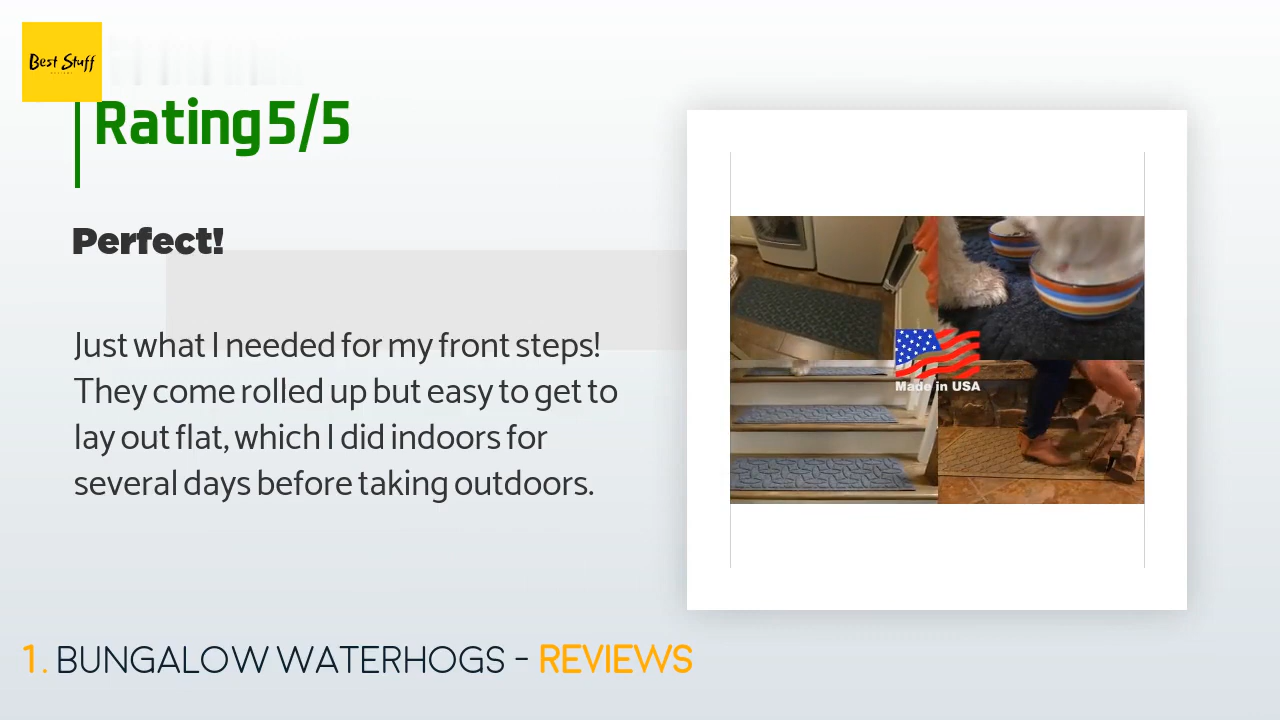 Best Stuff
Rating 5/5
Perfect!
Just what I needed for my front steps!
They come rolled up but easy to get to
lay out flat, which I did indoors for
several days before taking outdoors.
Made in USA
1. BUNGALOW WATERHOGS - REVIEWS